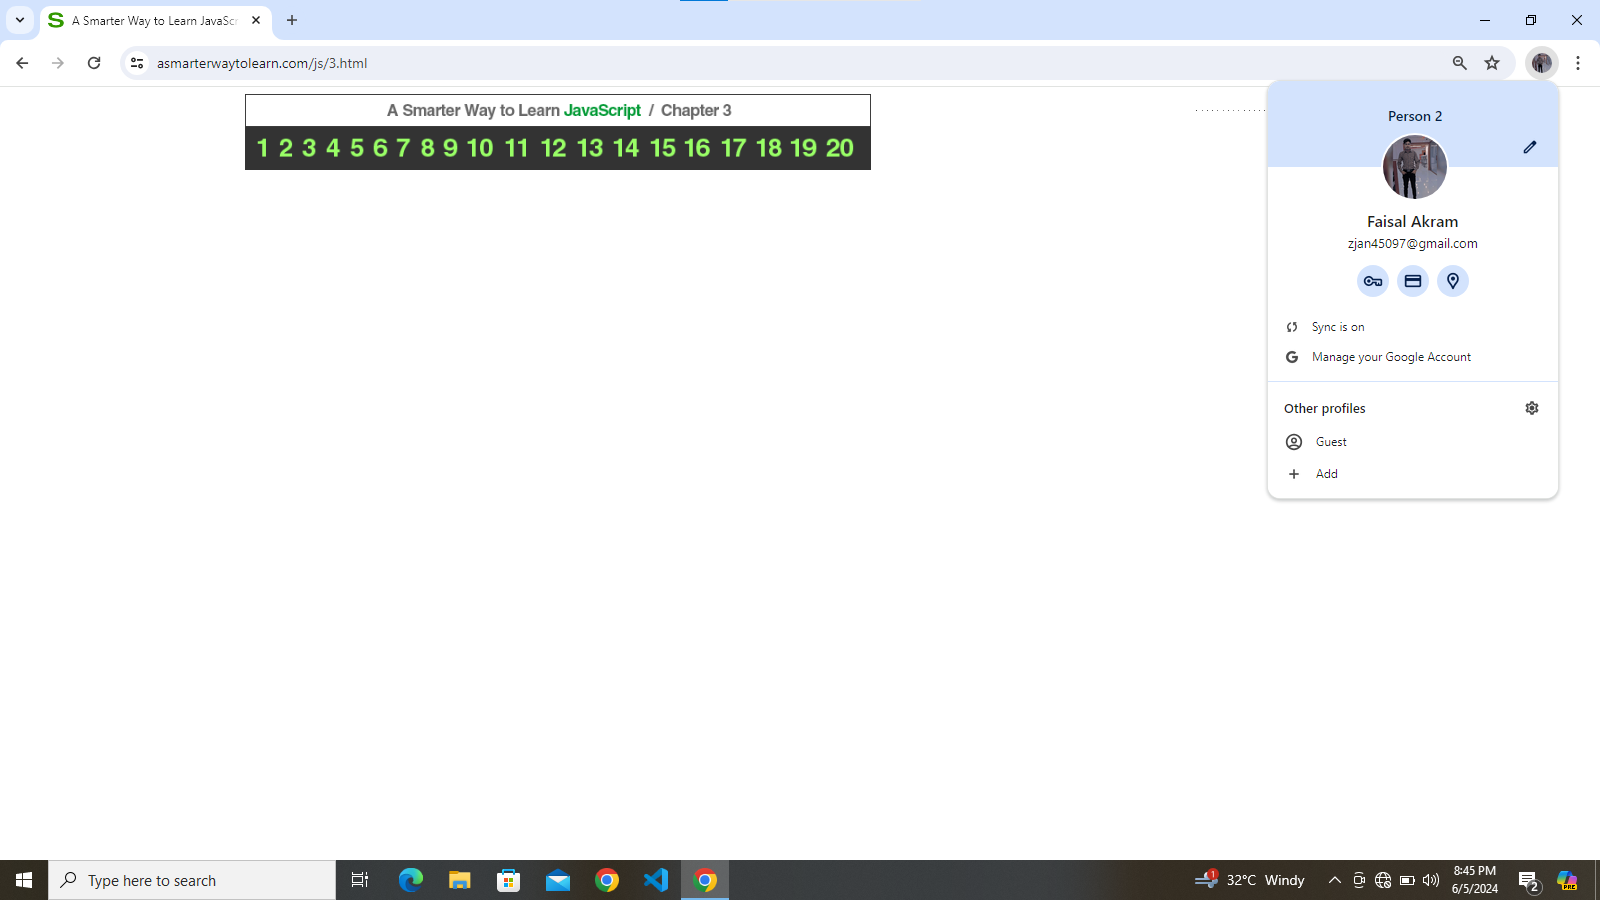 A Smarter Way to Learn JavaSc
asmarterwaytolearn.com/js/3.html
A Smarter Way to Learn JavaScript / Chapter 3
1 2 3 4 5 6 7 8 9 10 11 12 13 14 15 16 17 18 19 20
Person 2
Faisal Akram
zjan45097@gmail.com
Sync is on
Manage your Google Account
Other profiles
Guest
Add
Type here to search
1
32°C Windy
8:45 PM
6/5/2024
2
PRE